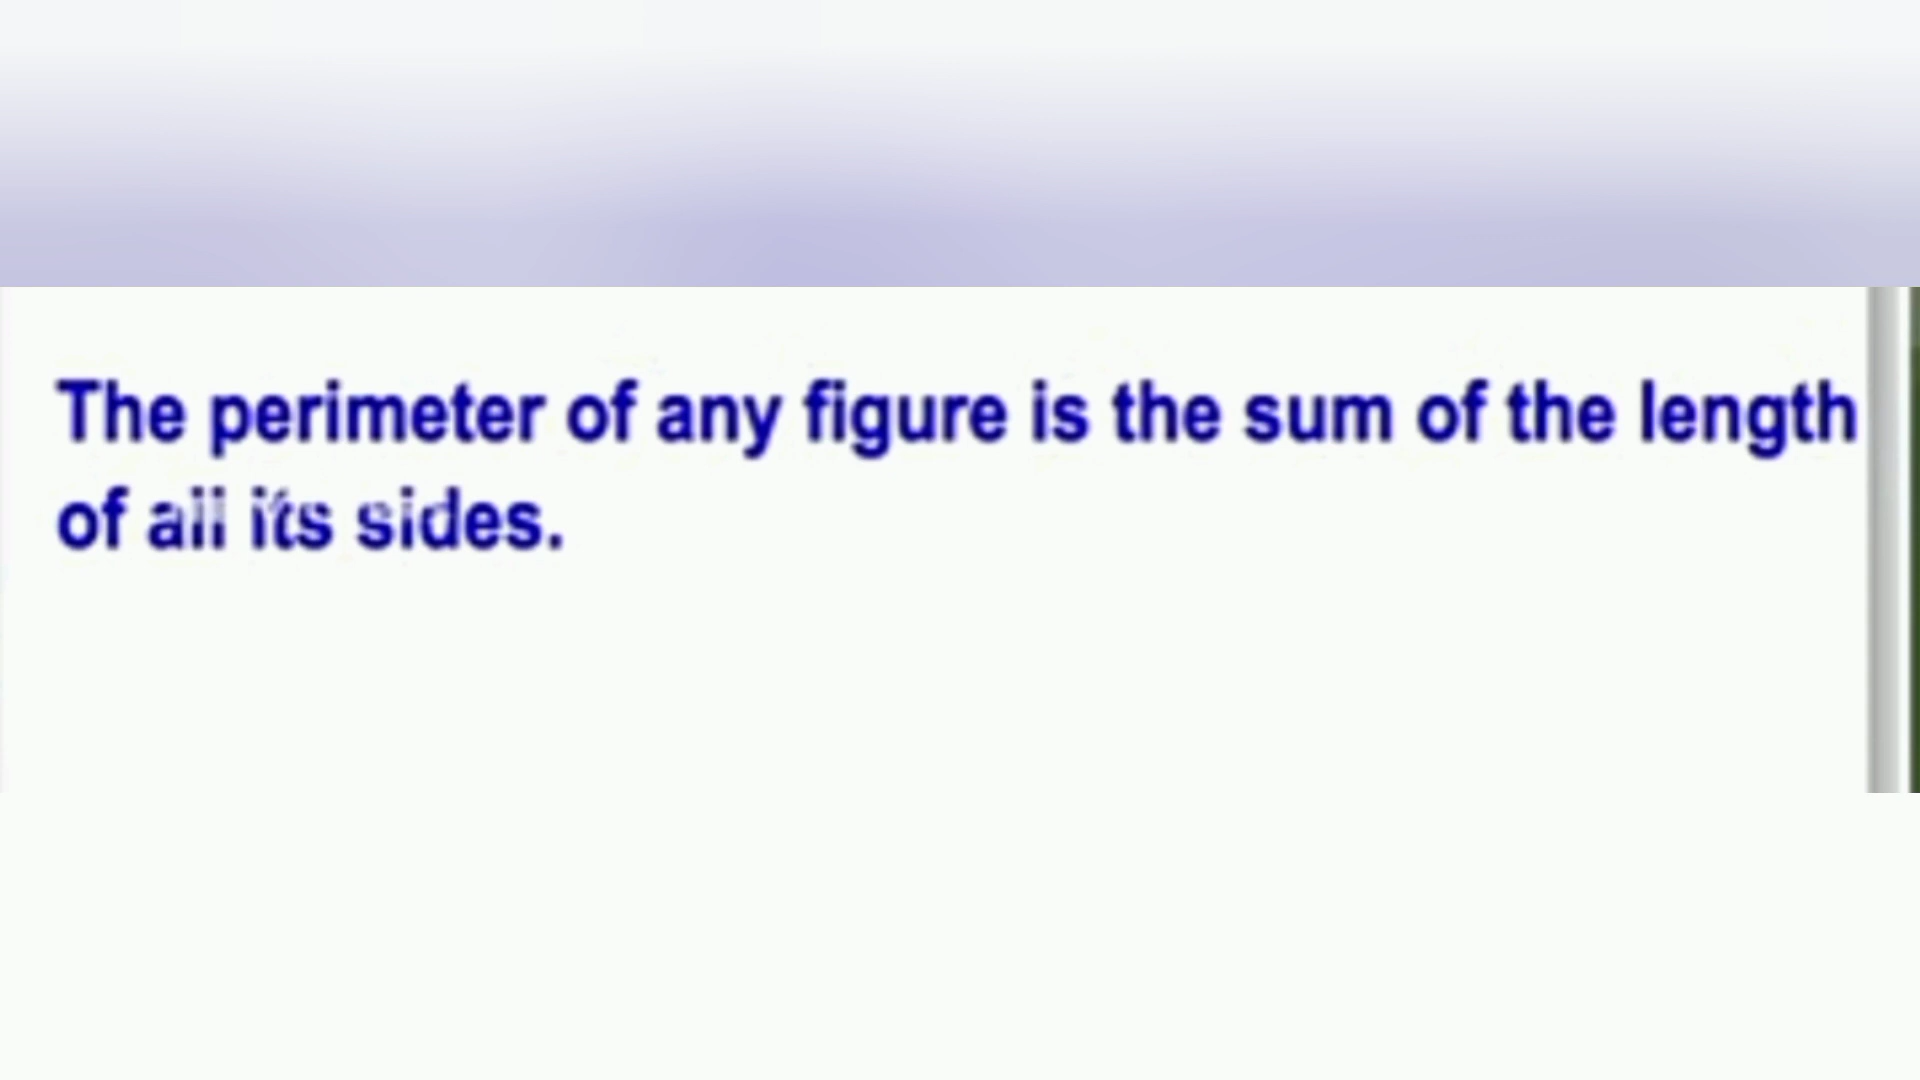 The perimeter of any figure is the sum of the length
of all its sides.